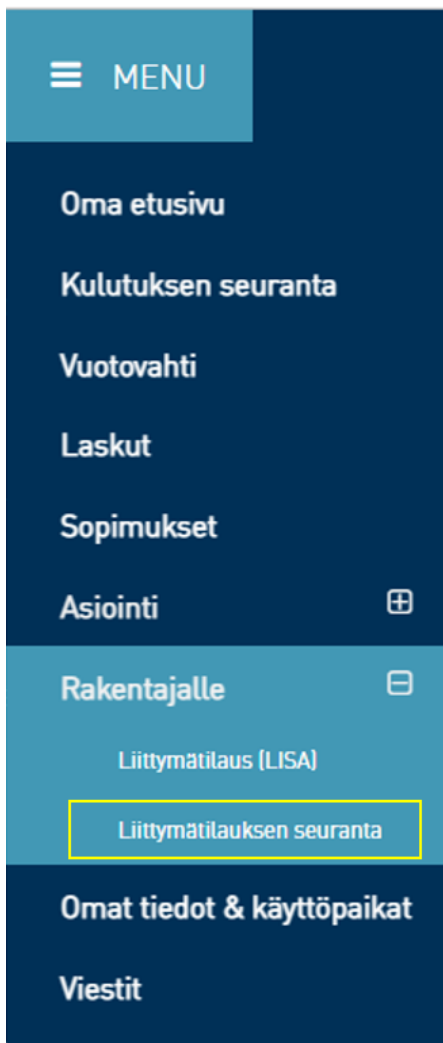 MENU
Oma etusivu
Kulutuksen seuranta
Vuotovahti
Laskut
Sopimukset
Asiointi
Rakentajalle
Liittymätilaus (LISA)
Liittymätilauksen seuranta
Omat tiedot & käyttöpaikat
Viestit